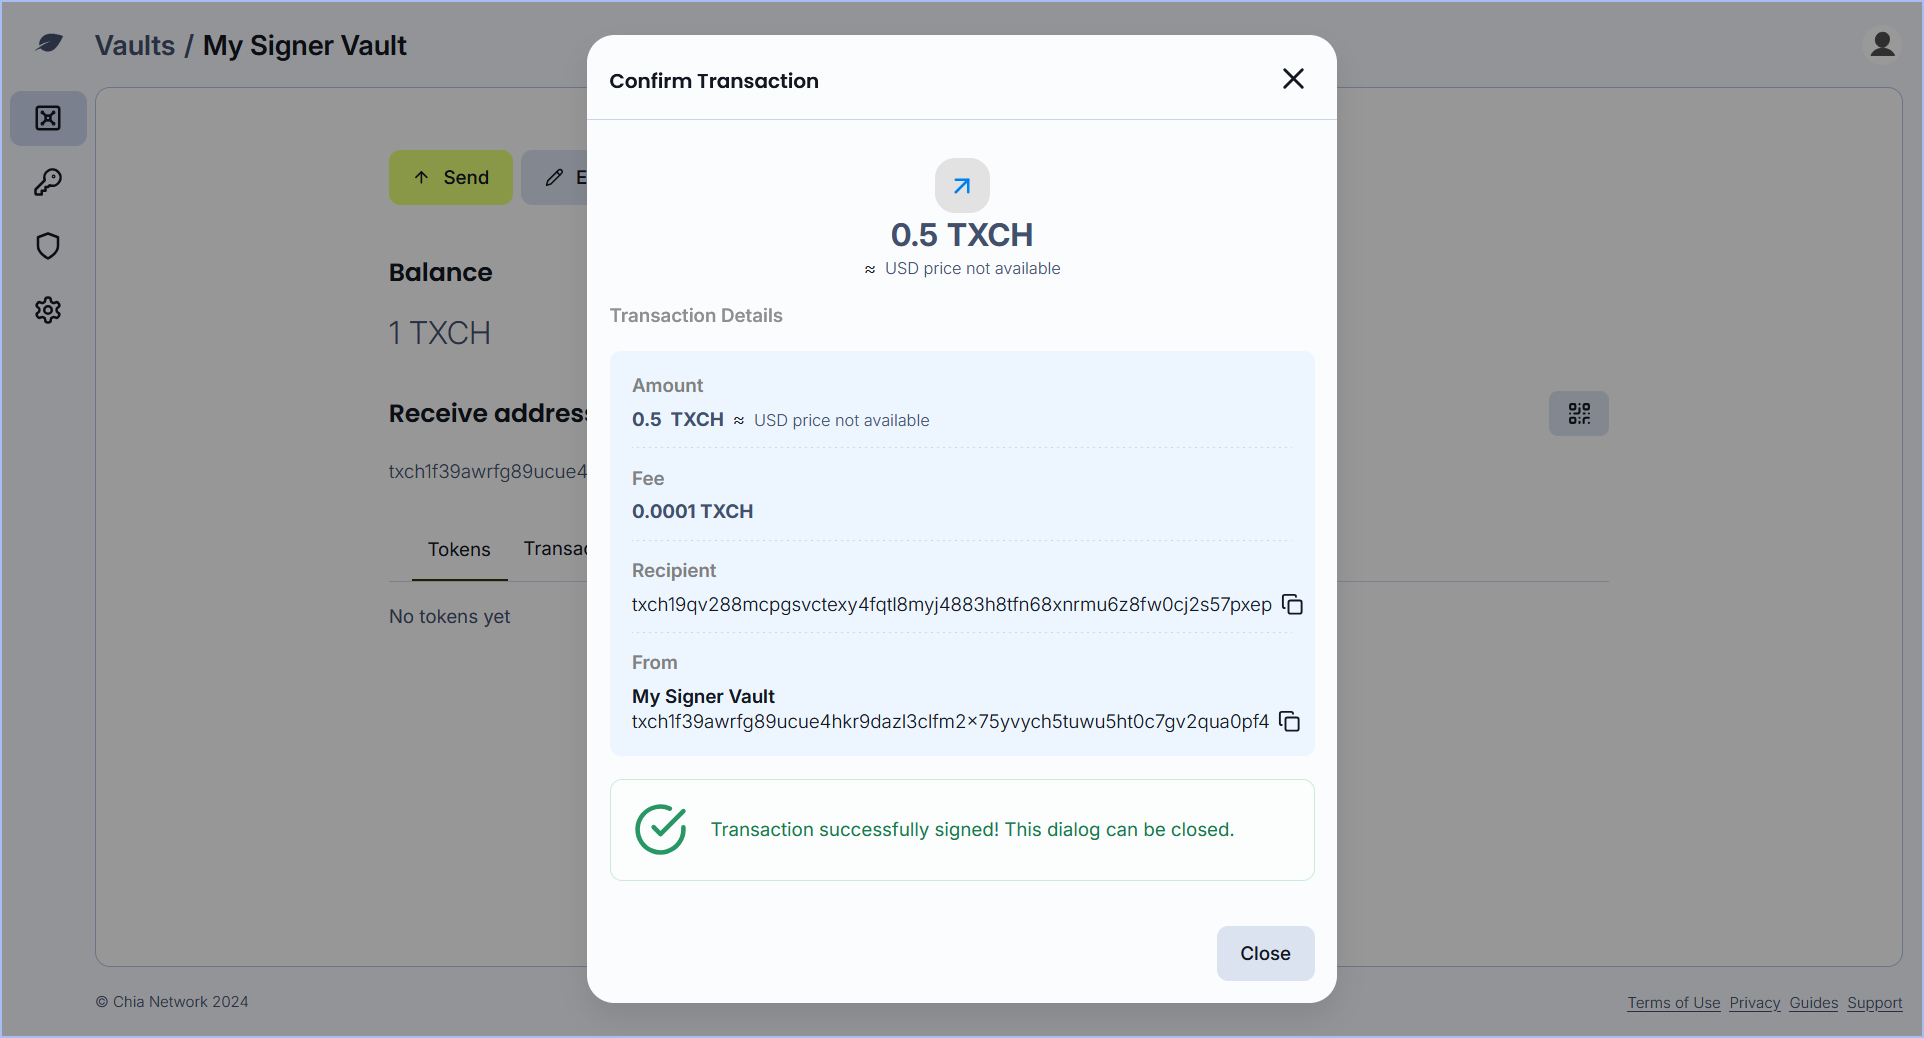 Vaults / My Signer Vault
Confirm Transaction
Send
E
0.5 TXCH
≈ USD price not available
Balance
1 TXCH
Transaction Details
Amount
0.5 TXCH ≈ USD price not available
Receive address
txch1f39awrfg89ucue4
Fee
0.0001 TXCH
Tokens
Transac
Recipient
txch19qv288mcpgsvctexy4fqtl8myj4883h8tfn68xnrmu6z8fw0cj2s57pxep
No tokens yet
From
My Signer Vault
txch1f39awrfg89ucue4hkr9dazl3clfm2x75yvych5tuwu5ht0c7gv2qua0pf4
Transaction successfully signed! This dialog can be closed.
Close
© Chia Network 2024
Terms of Use Privacy Guides Support